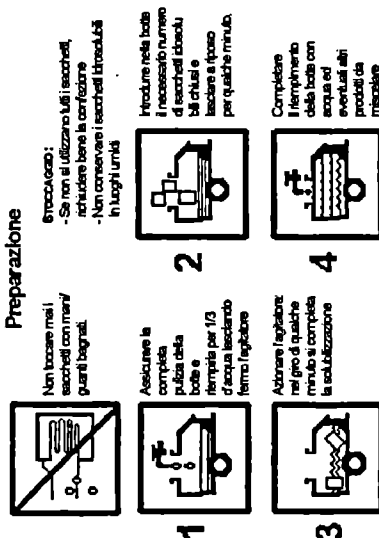 Preparazione
Non toccare mai i
sacchetti con mani/
guanti bagnati.
STOCCAGGIO:
- Se non si utilizzano tutti i sacchetti,
richiudere bene la confezione
- Non conservare i sacchetti idrosolubili
in luoghi umidi
1
Assicurare la
completa
pulizia della
botte e
riempirla per 1/3
d'acqua lasciando
fermo l'agitatore
2
Introdurre nella botte
il necessario numero
di sacchetti idrosolu
bili chiusi e
lasciare a riposo
per qualche minuto.
3
Azionare l'agitatore:
nel giro di qualche
minuto si completa
la solubilizzazione
4
Completare
il riempimento
della botte con
acqua ed
eventuali altri
prodotti da
miscelare